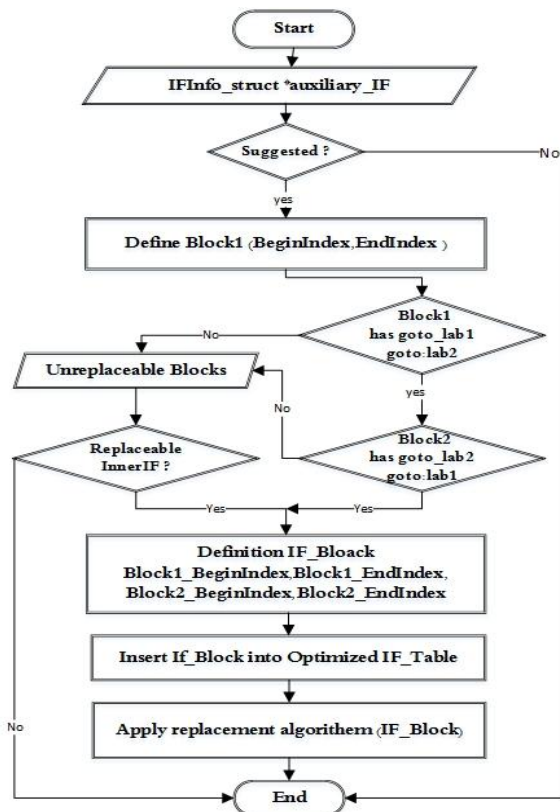 Start
IFInfo_struct *auxiliary_IF
Suggested ?
No
yes
Define Block1 (BeginIndex,EndIndex )
Block1
has goto_lab1
goto:lab2
No
Unreplaceable Blocks
yes
No
Replaceable
InnerIF ?
Block2
has goto_lab2
goto:lab1
Yes
Yes
Definition IF_Bloack
Block1_BeginIndex,Block1_EndIndex,
Block2_BeginIndex,Block2_EndIndex
Insert If_Block into Optimized IF_Table
No
Apply replacement algorithem (IF_Block)
End